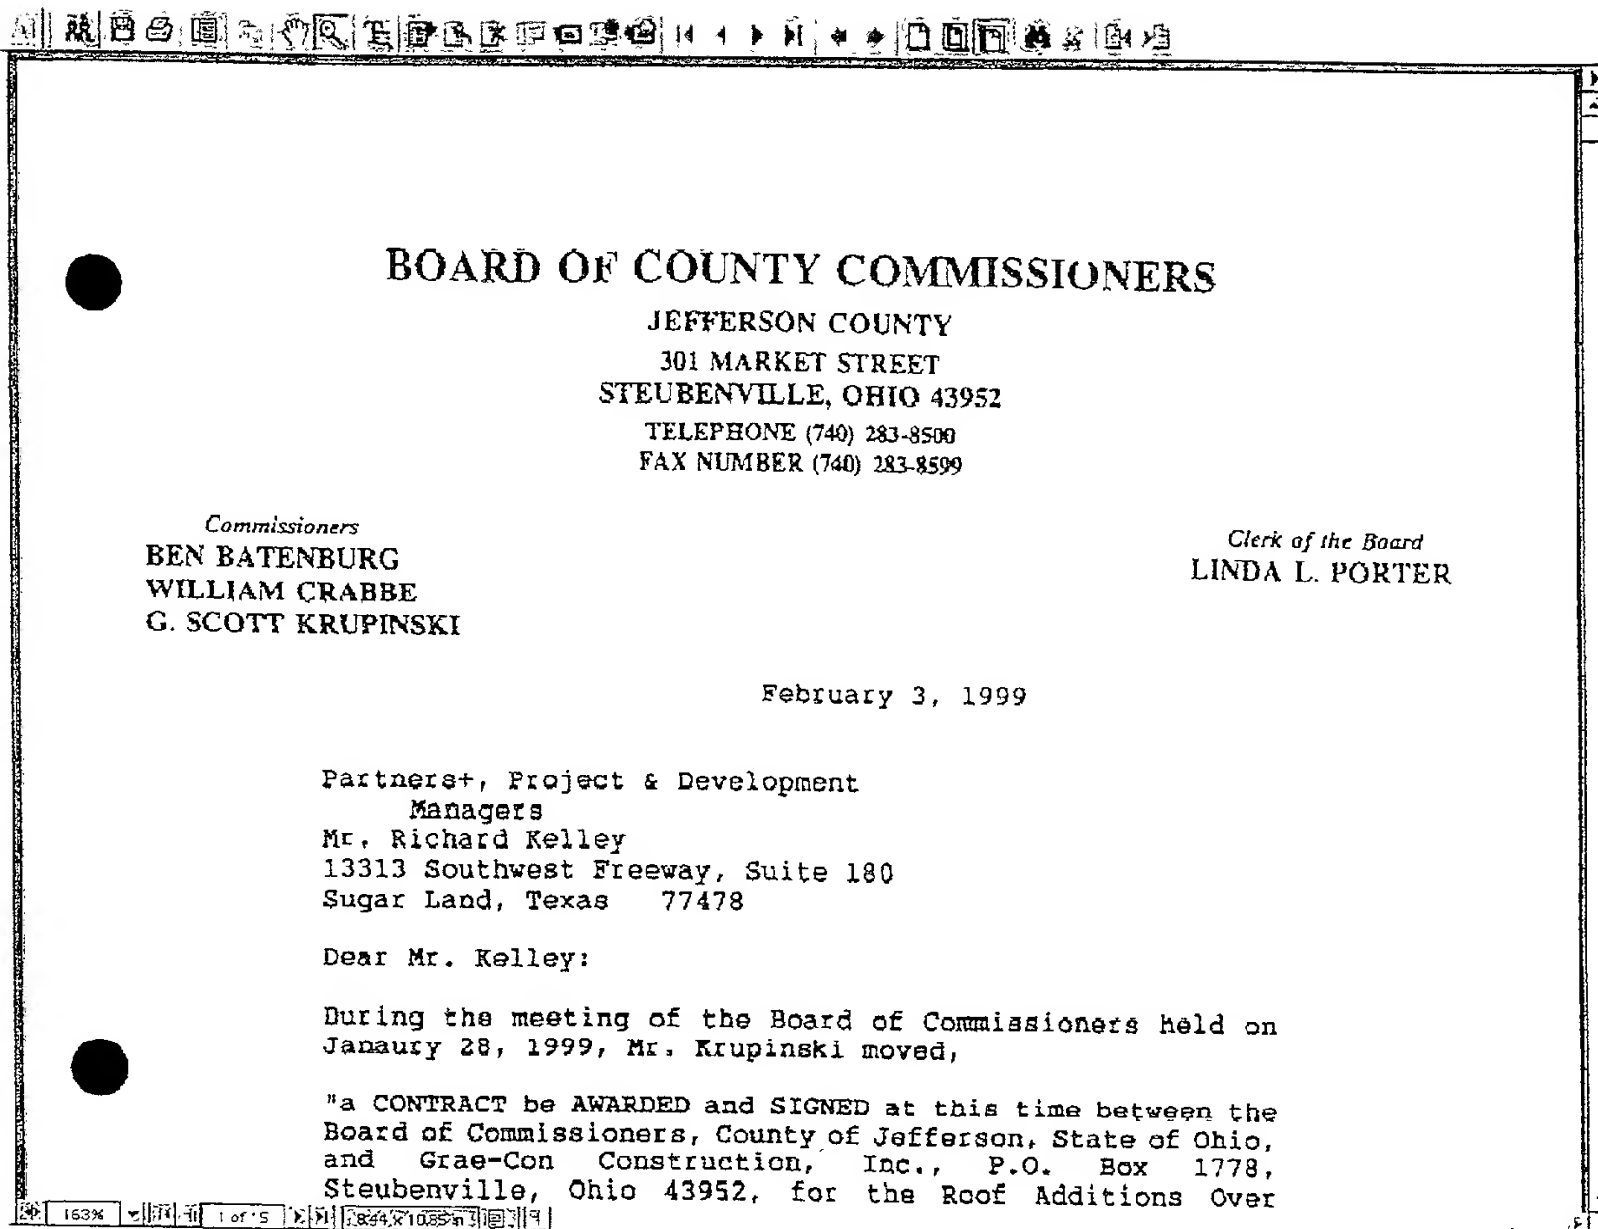 BOARD OF COUNTY COMMISSIONERS
JEFFERSON COUNTY
301 MARKET STREET
STEUBENVILLE, OHIO 43952
TELEPHONE (740) 283-8500
FAX NUMBER (740) 283-8599
Commissioners
BEN BATENBURG
WILLIAM CRABBE
G. SCOTT KRUPINSKI
Clerk of the Board
LINDA L. PORTER
February 3, 1999
Partners+, Project & Development
Managers
Mr. Richard Kelley
13313 Southwest Freeway, Suite 180
Sugar Land, Texas 77478
Dear Mr. Kelley:
During the meeting of the Board of Commissioners held on
Janaury 28, 1999, Mr. Krupinski moved,
"a CONTRACT be AWARDED and SIGNED at this time between the
Board of Commissioners, County of Jefferson, State of Ohio,
and Grae-Con Construction, Inc., P.O. Box 1778,
Steubenville, Ohio 43952, for the Roof Additions Over
163% 1 of 5